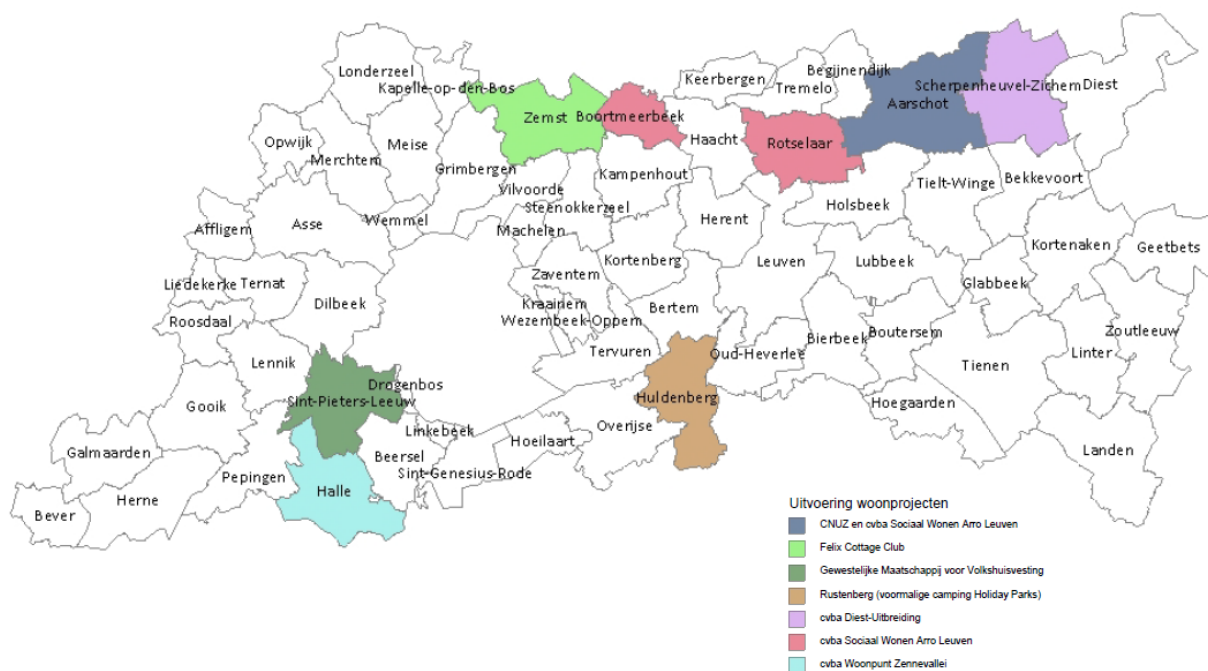 Londerzeel
Kapelle-op-den-Bos
Keerbergen
Begijnendijk
Tremelo
Scherpenheuvel-Zichem
Diest
Aarschot
Zemst
Boortmeerbeek
Opwijk
Merchtem
Meise
Haacht
Rotselaar
Grimbergen
Kampenhout
Vilvoorde
Tielt-Winge
Bekkevoort
Steenokkerzeel
Holsbeek
Affligem
Asse
Wemmel
Machelen
Herent
Kortenaken
Geetbets
Liedekerke
Ternat
Dilbeek
Zaventem
Kortenberg
Leuven
Lubbeek
Glabbeek
Roosdaal
Kraainem
Wezembeek-Oppem
Bertem
Bierbeek
Boutersem
Zoutleeuw
Lennik
Tervuren
Oud-Heverlee
Tienen
Linter
Drogenbos
Sint-Pieters-Leeuw
Huldenberg
Hoegaarden
Gooik
Linkebeek
Hoeilaart
Overijse
Galmaarden
Beersel
Sint-Genesius-Rode
Landen
Pepingen
Halle
Herne
Bever
Uitvoering woonprojecten
CNUZ en cvba Sociaal Wonen Arro Leuven
Felix Cottage Club
Gewestelijke Maatschappij voor Volkshuisvesting
Rustenberg (voormalige camping Holiday Parks)
cvba Diest-Uitbreiding
cvba Sociaal Wonen Arro Leuven
cvba Woonpunt Zennevallei